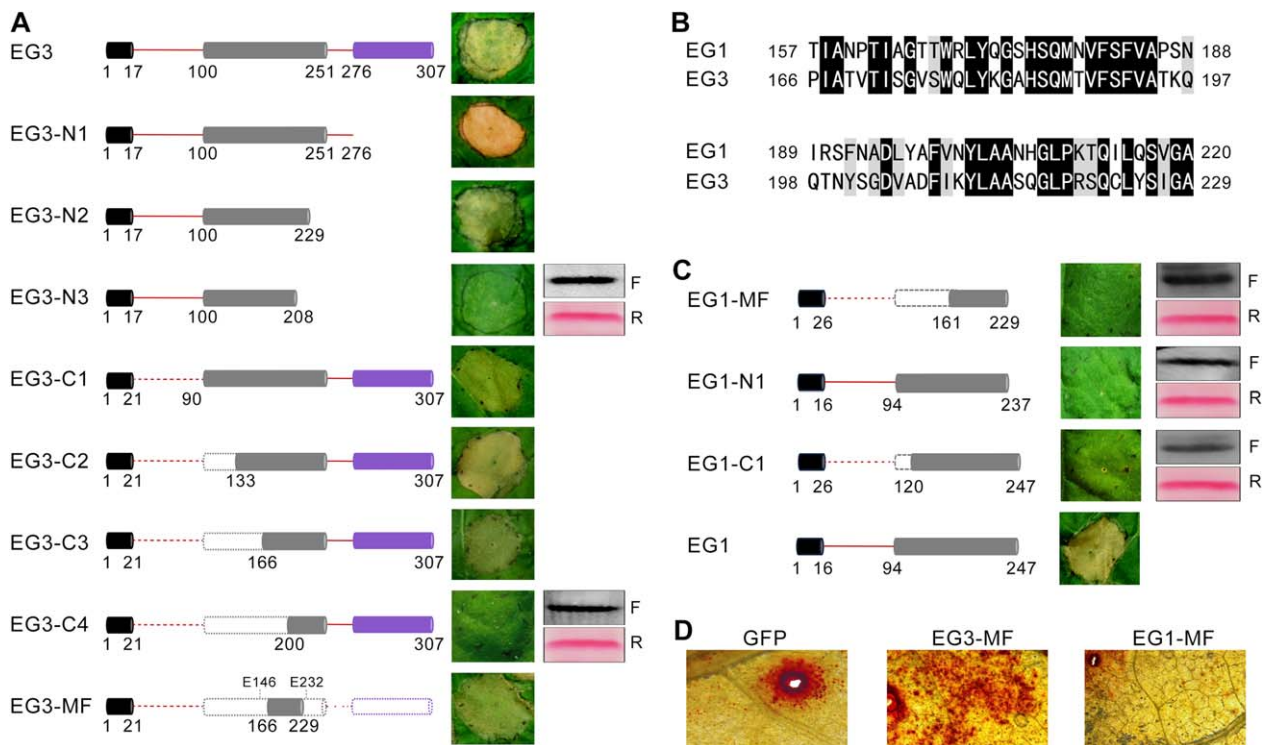 A
EG3
1 17 100 251 276 307
EG3-N1
1 17 100 251 276
EG3-N2
1 17 100 229
EG3-N3
1 17 100 208
F
R
EG3-C1
1 21 90 307
EG3-C2
1 21 133 307
EG3-C3
1 21 166 307
EG3-C4
1 21 200 307
F
R
EG3-MF
E146 E232
1 21 166 229
B
EG1 157 TIANPTIAGTTWRLYQGSHSQMNVFSFVAPSN 188
EG3 166 PIATVTISGVSWQLYKGAHSQMTVFSFVATKQ 197
EG1 189 IRSFNADLYAFVNYLAANHGLPKTQILQSVGA 220
EG3 198 QTNYSGDVADFIKYLAASQGLPRSQCLYSIGA 229
C
EG1-MF
1 26 161 229
F
R
EG1-N1
1 16 94 237
F
R
EG1-C1
1 26 120 247
F
R
EG1
1 16 94 247
D
GFP EG3-MF EG1-MF